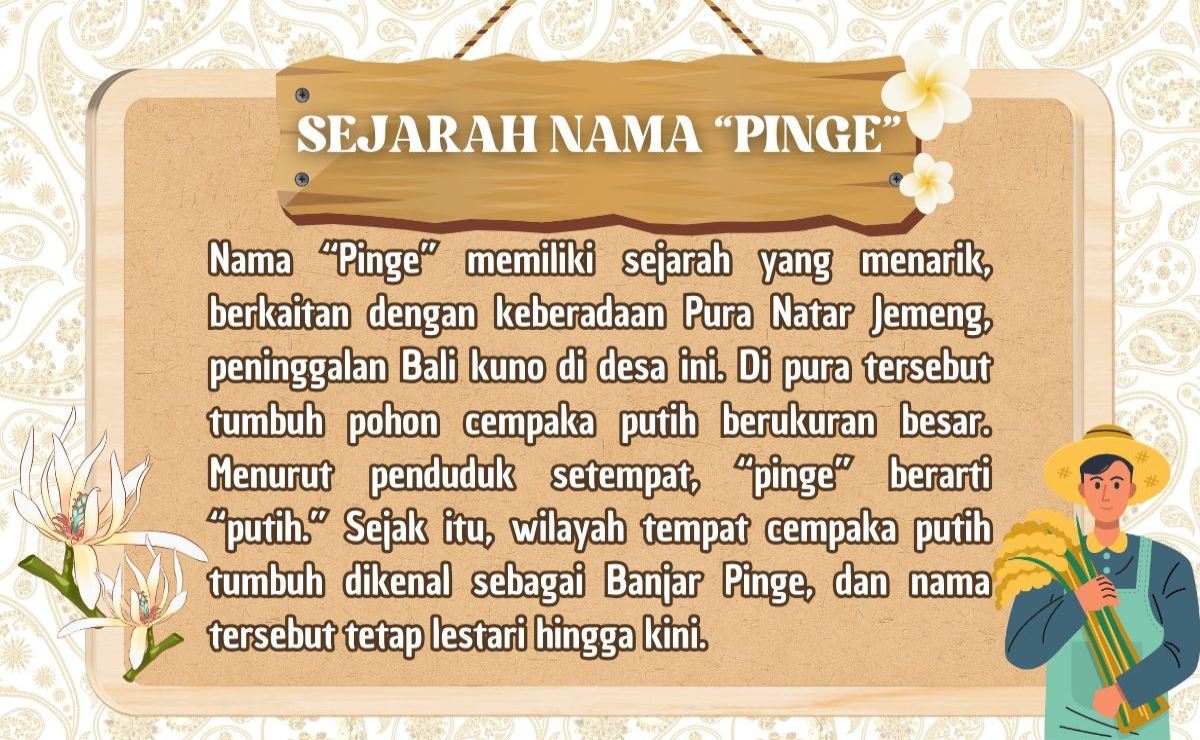 SEJARAH NAMA “PINGE”
Nama “Pinge” memiliki sejarah yang menarik,
berkaitan dengan keberadaan Pura Natar Jemeng,
peninggalan Bali kuno di desa ini. Di pura tersebut
tumbuh pohon cempaka putih berukuran besar.
Menurut penduduk setempat, “pinge” berarti
“putih.” Sejak itu, wilayah tempat cempaka putih
tumbuh dikenal sebagai Banjar Pinge, dan nama
tersebut tetap lestari hingga kini.